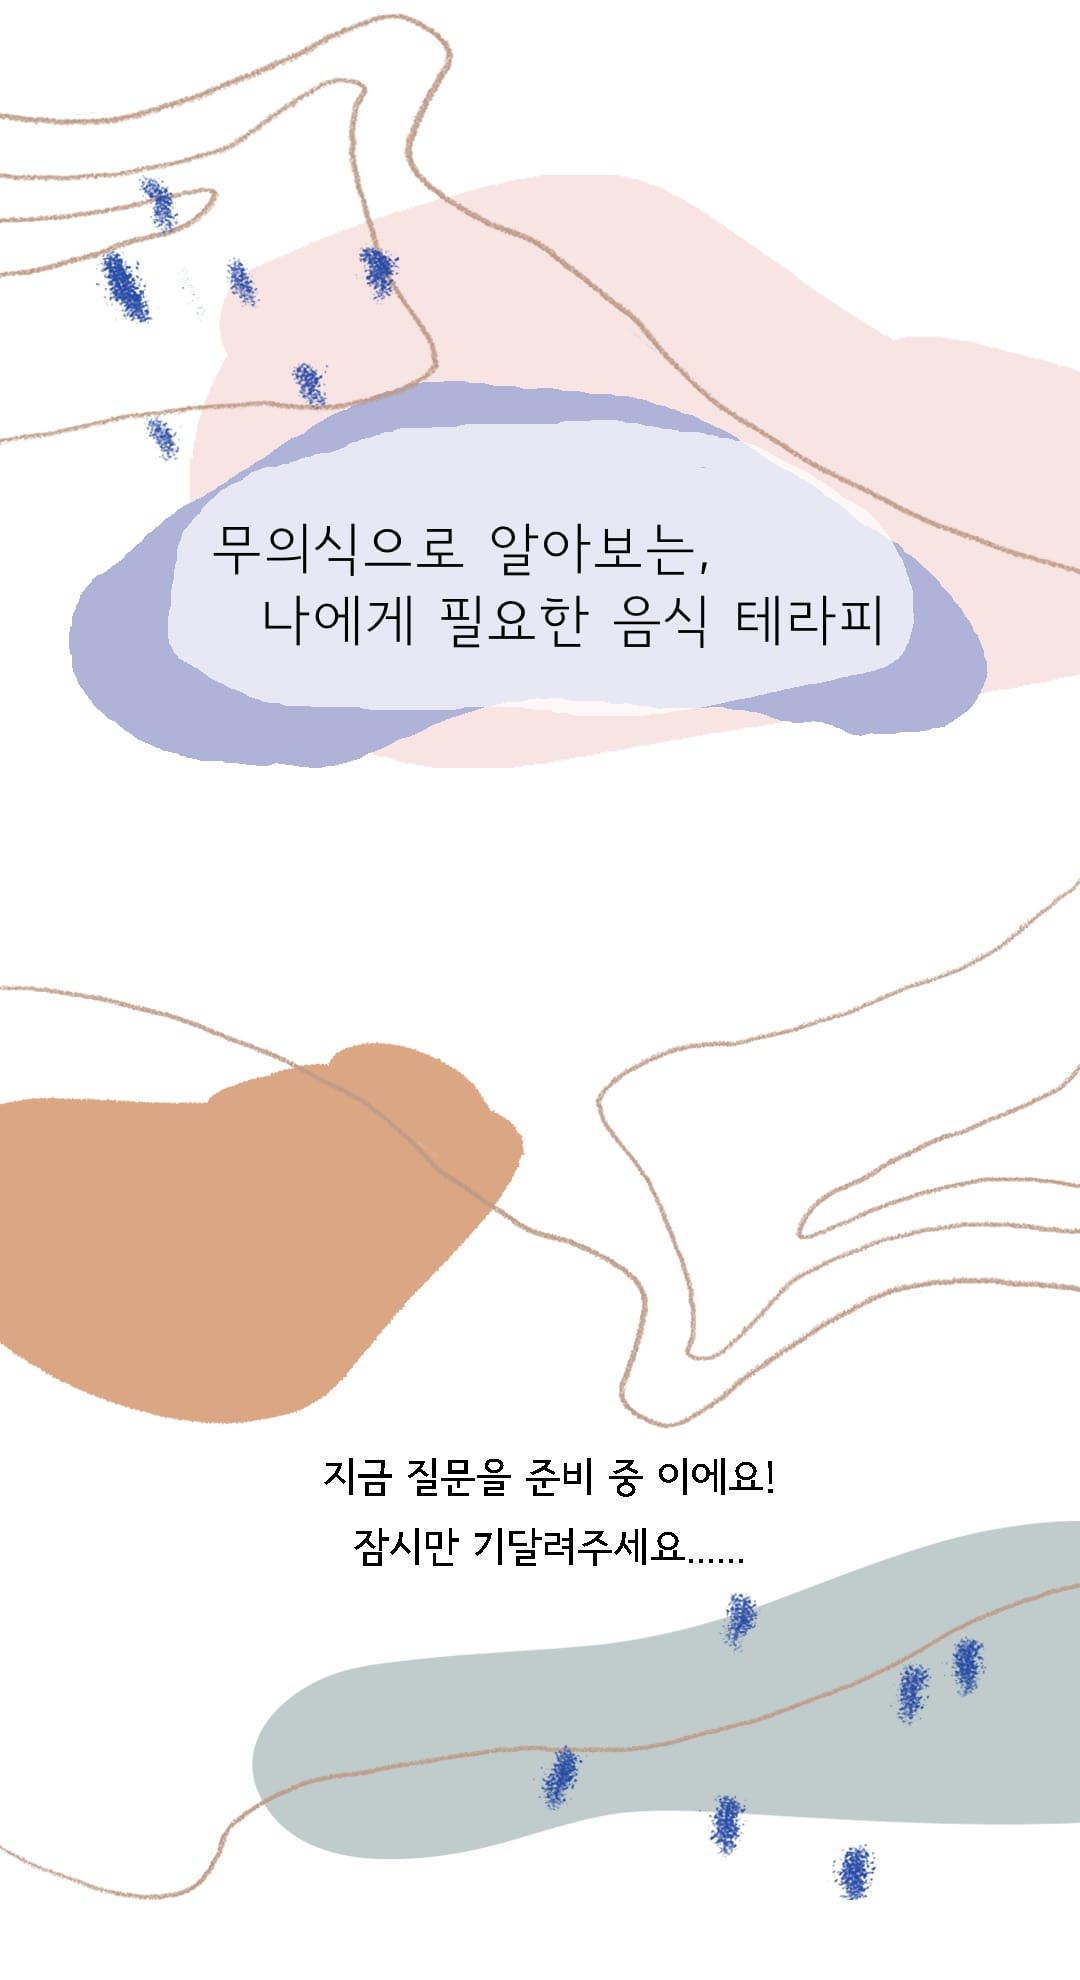 무의식으로 알아보는,
나에게 필요한 음식 테라피
지금 질문을 준비 중 이에요!
잠시만 기달려주세요......